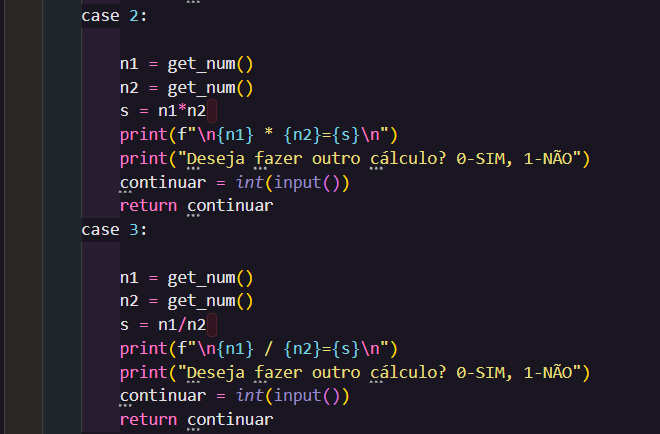 case 2:
n1 = get_num()
n2 = get_num()
s = n1*n2
print(f"\n{n1} * {n2}={s}\n")
print("Deseja fazer outro cálculo? 0-SIM, 1-NÃO")
continuar = int(input())
return continuar
case 3:
n1 = get_num()
n2 = get_num()
s = n1/n2
print(f"\n{n1} / {n2}={s}\n")
print("Deseja fazer outro cálculo? 0-SIM, 1-NÃO")
continuar = int(input())
return continuar